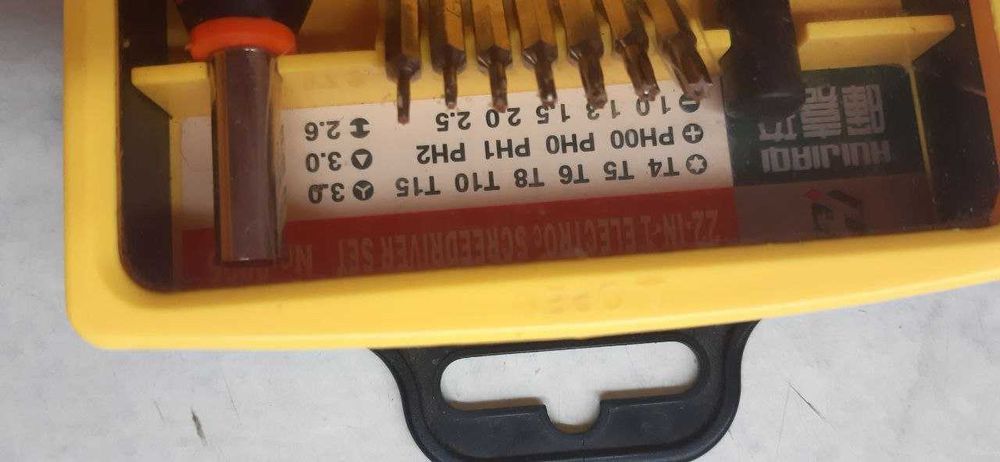 22-IN-1 ELECTROc SCREEDRIVER SET
HUIJIAQI
T4 T5 T6 T8 T10 T15 3.0
PH00 PH0 PH1 PH2 3.0
1.0 1.3 1.5 2.0 2.5 2.6